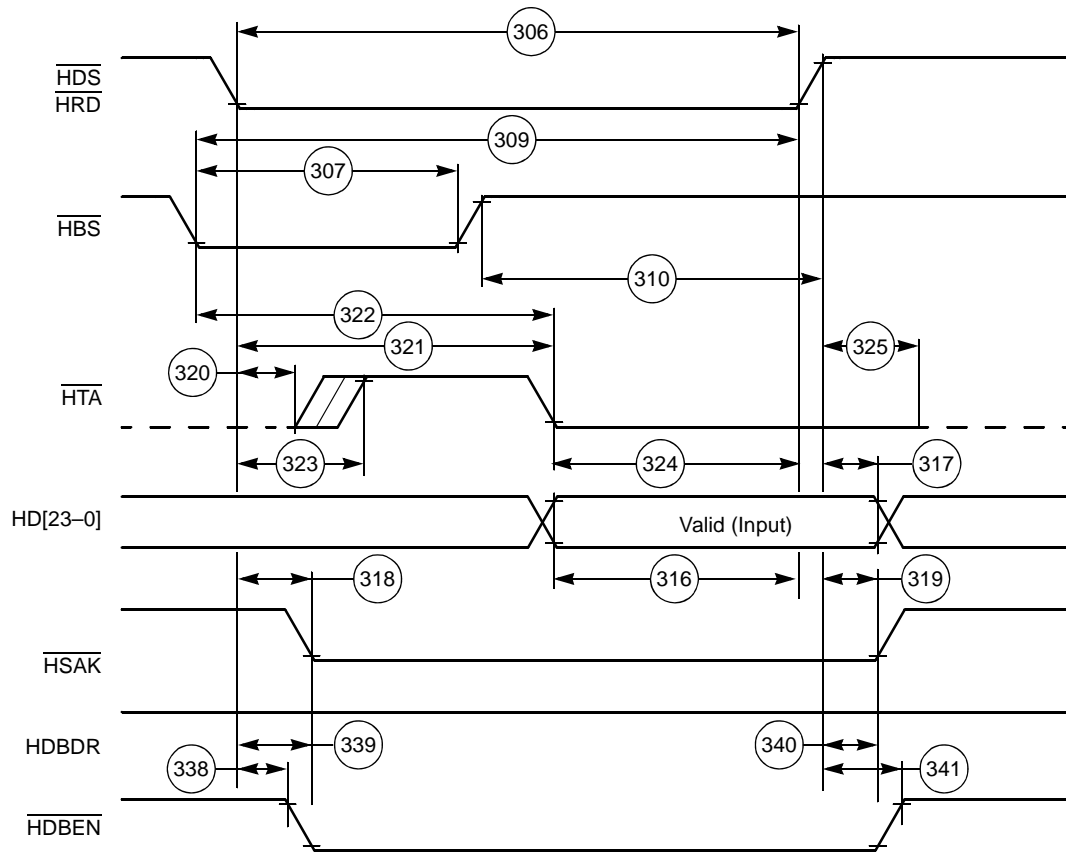 306
HDS
HRD
309
307
HBS
310
322
321
325
320
HTA
323
324
317
HD[23–0]
Valid (Input)
318
316
319
HSAK
HDBDR
339
340
338
341
HDBEN